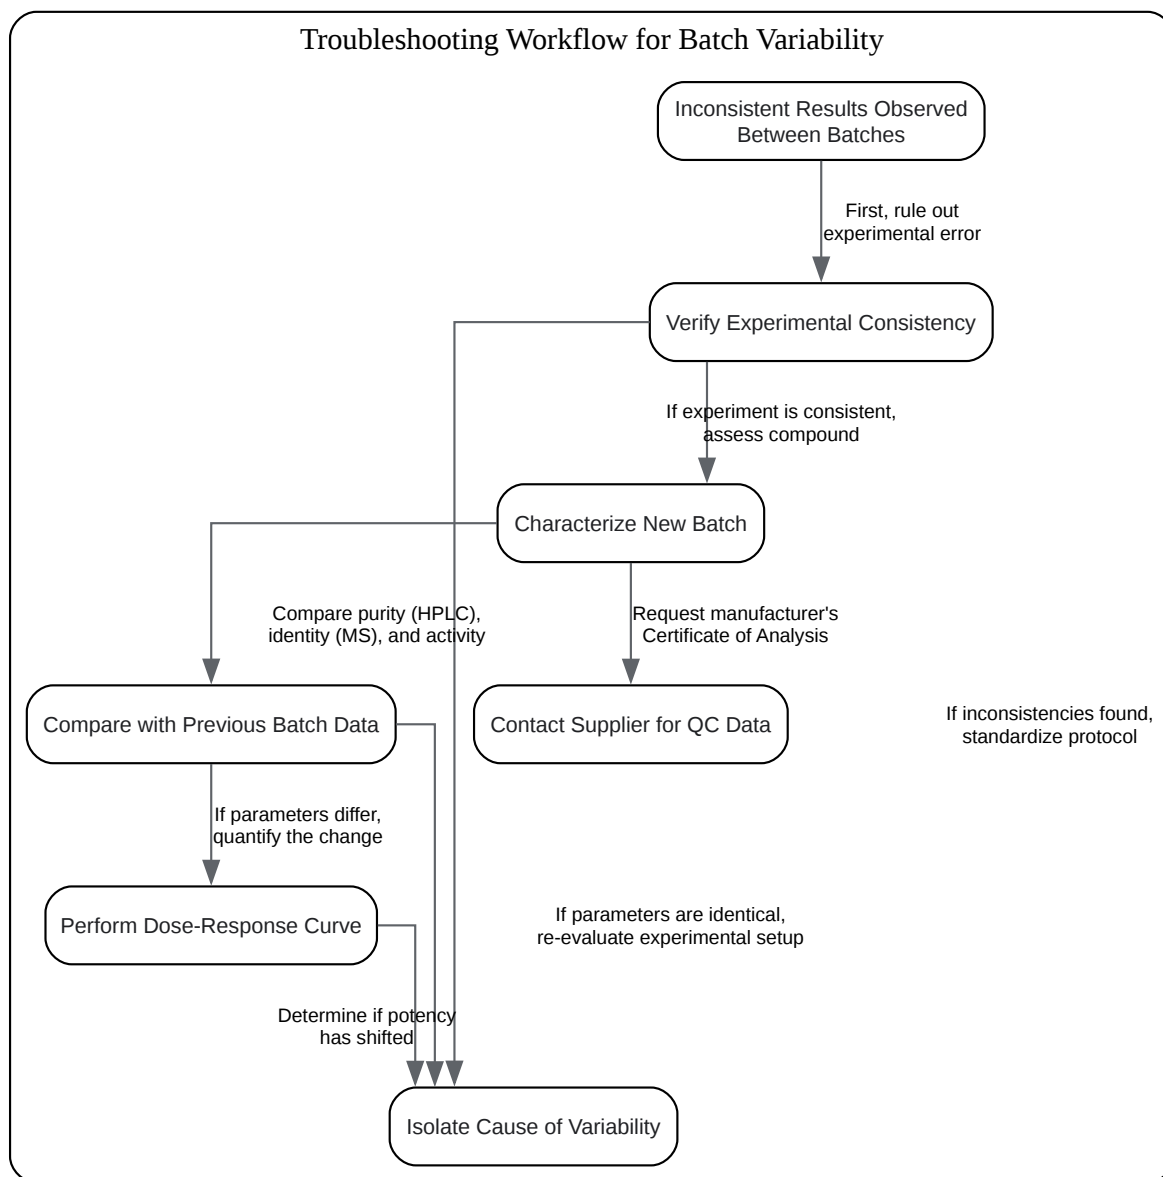 Troubleshooting Workflow for Batch Variability
Inconsistent Results Observed
Between Batches
First, rule out
experimental error
Verify Experimental Consistency
If experiment is consistent,
assess compound
Characterize New Batch
Compare purity (HPLC),
identity (MS), and activity
Request manufacturer's
Certificate of Analysis
Compare with Previous Batch Data
Contact Supplier for QC Data
If inconsistencies found,
standardize protocol
If parameters differ,
quantify the change
Perform Dose-Response Curve
If parameters are identical,
re-evaluate experimental setup
Determine if potency
has shifted
Isolate Cause of Variability